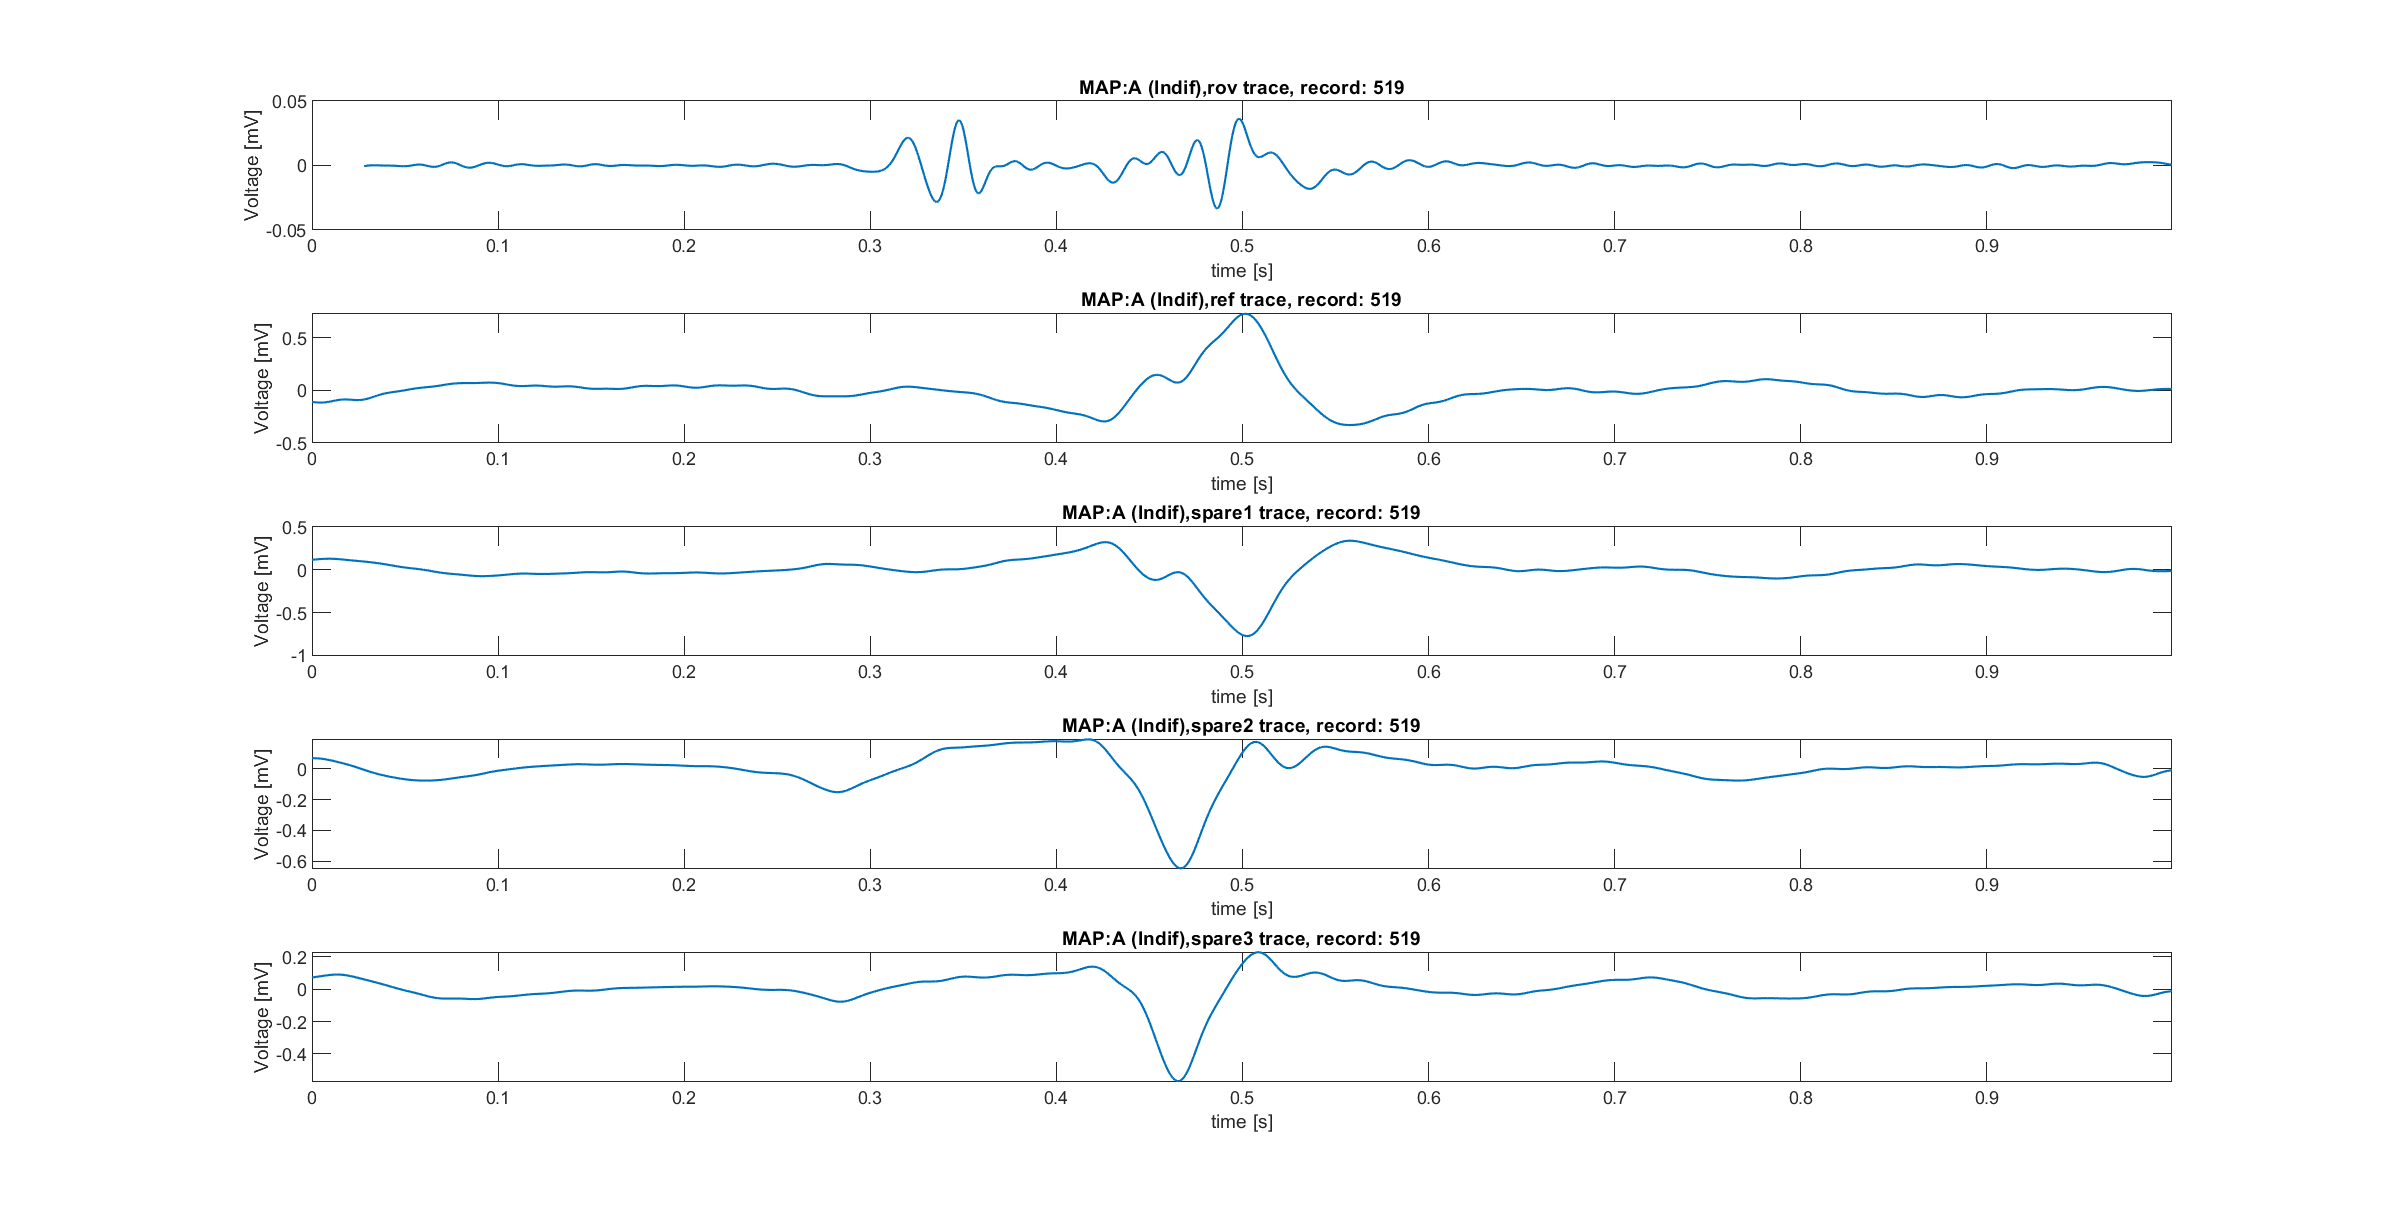 MAP:A (Indif),rov trace, record: 519
Voltage [mV]
0.05
0
-0.05
0 0.1 0.2 0.3 0.4 0.5 0.6 0.7 0.8 0.9
time [s]
MAP:A (Indif),ref trace, record: 519
Voltage [mV]
0.5
0
-0.5
0 0.1 0.2 0.3 0.4 0.5 0.6 0.7 0.8 0.9
time [s]
MAP:A (Indif),spare1 trace, record: 519
Voltage [mV]
0.5
0
-0.5
-1
0 0.1 0.2 0.3 0.4 0.5 0.6 0.7 0.8 0.9
time [s]
MAP:A (Indif),spare2 trace, record: 519
Voltage [mV]
0
-0.2
-0.4
-0.6
0 0.1 0.2 0.3 0.4 0.5 0.6 0.7 0.8 0.9
time [s]
MAP:A (Indif),spare3 trace, record: 519
Voltage [mV]
0.2
0
-0.2
-0.4
0 0.1 0.2 0.3 0.4 0.5 0.6 0.7 0.8 0.9
time [s]